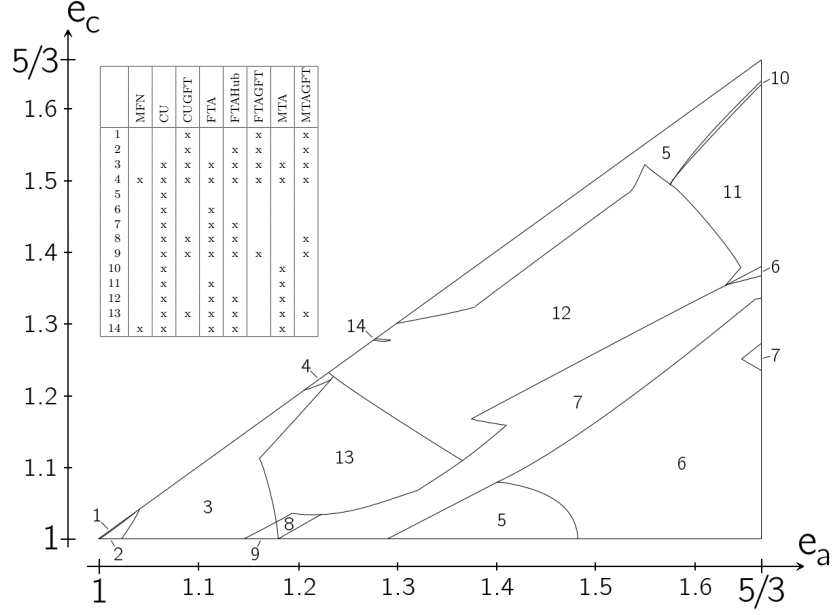 e_c
5/3
1.6
1.5
1.4
1.3
1.2
1.1
1
MFN CU CUGFT FTA FTAHub FTAGFT MTA MTAGFT
1 x x x
2 x x x x
3 x x x x x x x
4 x x x x x x x x
5 x
6 x x
7 x x x
8 x x x x x
9 x x x x x x
10 x x
11 x x x
12 x x x x
13 x x x x x x
14 x x x x x
10
5
11
6
12
14
7
4
7
13
6
3
1
8
5
2
9
e_a
1 1.1 1.2 1.3 1.4 1.5 1.6 5/3